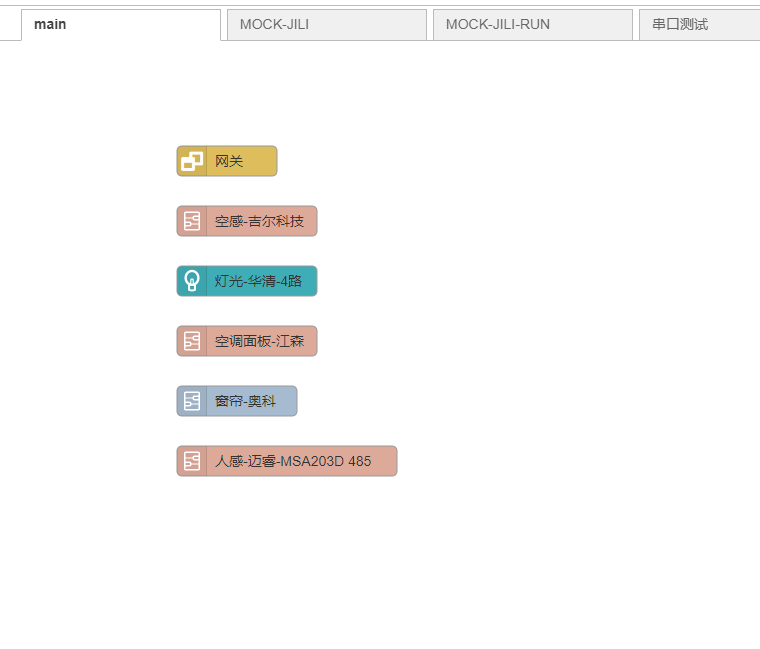 main
MOCK-JILI
MOCK-JILI-RUN
串口测试
网关
空感-吉尔科技
灯光-华清-4路
空调面板-江森
窗帘-奥科
人感-迈睿-MSA203D 485